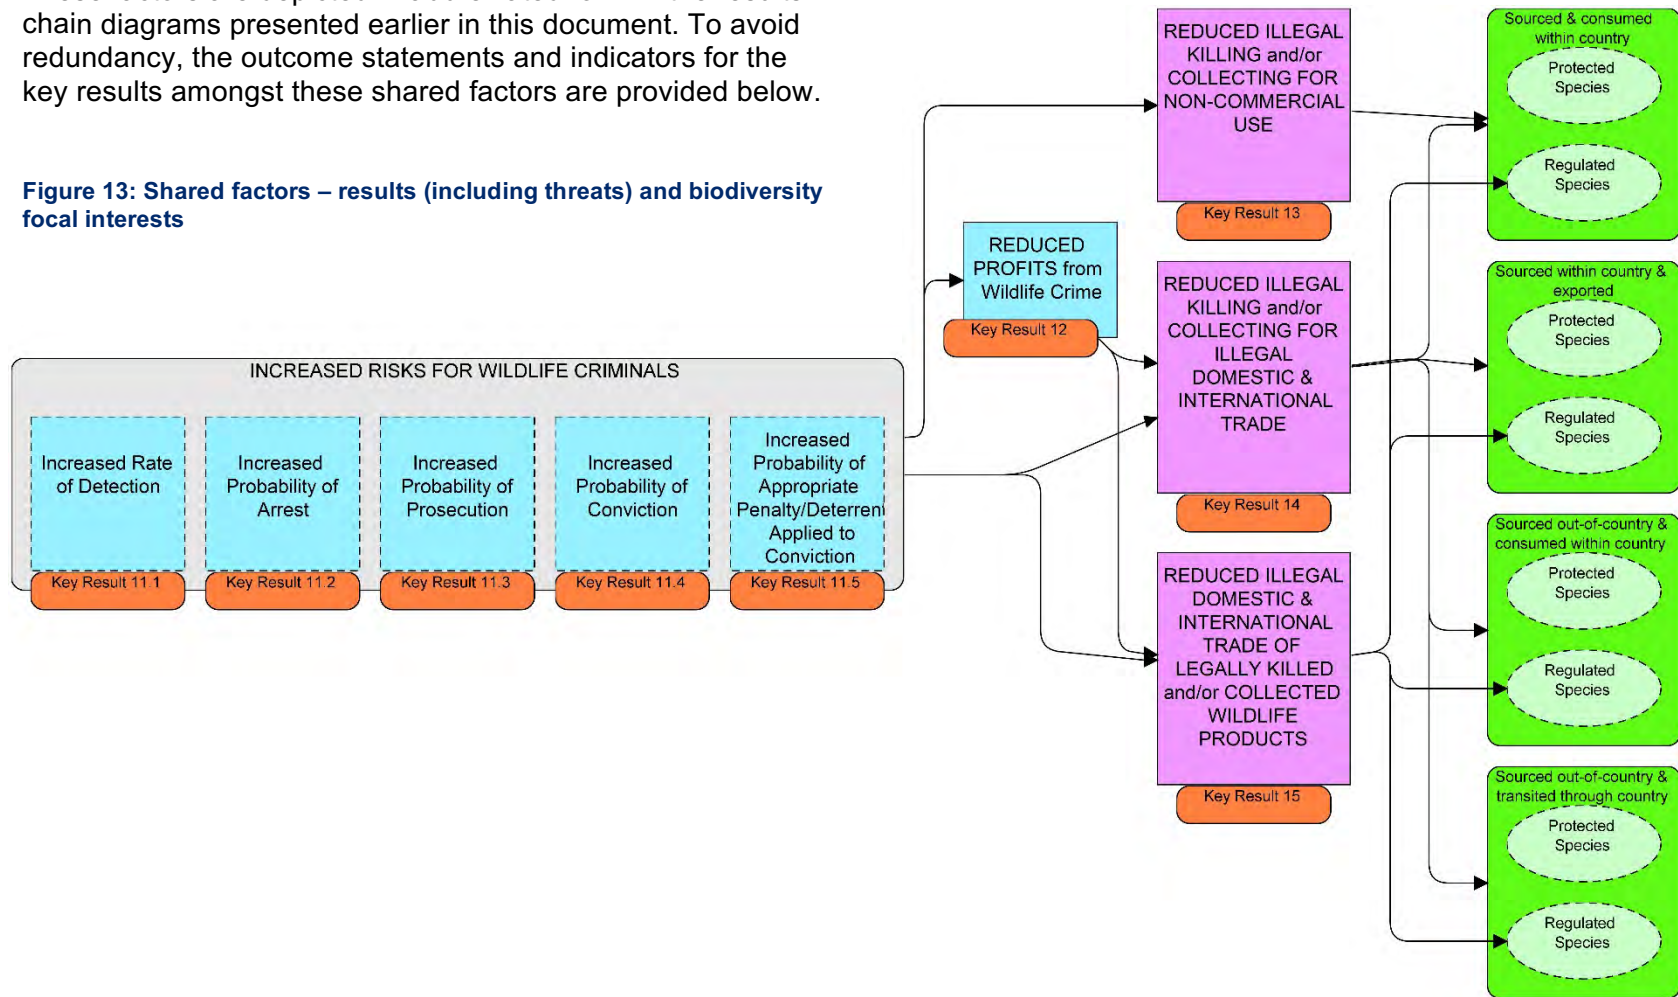 chain diagrams presented earlier in this document. To avoid
redundancy, the outcome statements and indicators for the
key results amongst these shared factors are provided below.
Figure 13: Shared factors – results (including threats) and biodiversity
focal interests
INCREASED RISKS FOR WILDLIFE CRIMINALS
Increased Rate
of Detection
Key Result 11.1
Increased
Probability of
Arrest
Key Result 11.2
Increased
Probability of
Prosecution
Key Result 11.3
Increased
Probability of
Conviction
Key Result 11.4
Increased
Probability of
Appropriate
Penalty/Deterrent
Applied to
Conviction
Key Result 11.5
REDUCED
PROFITS from
Wildlife Crime
Key Result 12
REDUCED ILLEGAL
KILLING and/or
COLLECTING FOR
NON-COMMERCIAL
USE
Key Result 13
REDUCED ILLEGAL
KILLING and/or
COLLECTING FOR
ILLEGAL
DOMESTIC &
INTERNATIONAL
TRADE
Key Result 14
REDUCED ILLEGAL
DOMESTIC &
INTERNATIONAL
TRADE OF
LEGALLY KILLED
and/or COLLECTED
WILDLIFE
PRODUCTS
Key Result 15
Sourced & consumed
within country
Protected
Species
Regulated
Species
Sourced within country &
exported
Protected
Species
Regulated
Species
Sourced out-of-country &
consumed within country
Protected
Species
Regulated
Species
Sourced out-of-country &
transited through country
Protected
Species
Regulated
Species